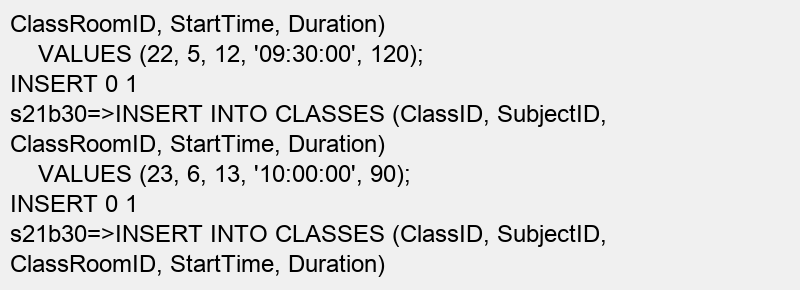 ClassRoomID, StartTime, Duration)
VALUES (22, 5, 12, '09:30:00', 120);
INSERT 0 1
s21b30=>INSERT INTO CLASSES (ClassID, SubjectID,
ClassRoomID, StartTime, Duration)
VALUES (23, 6, 13, '10:00:00', 90);
INSERT 0 1
s21b30=>INSERT INTO CLASSES (ClassID, SubjectID,
ClassRoomID, StartTime, Duration)